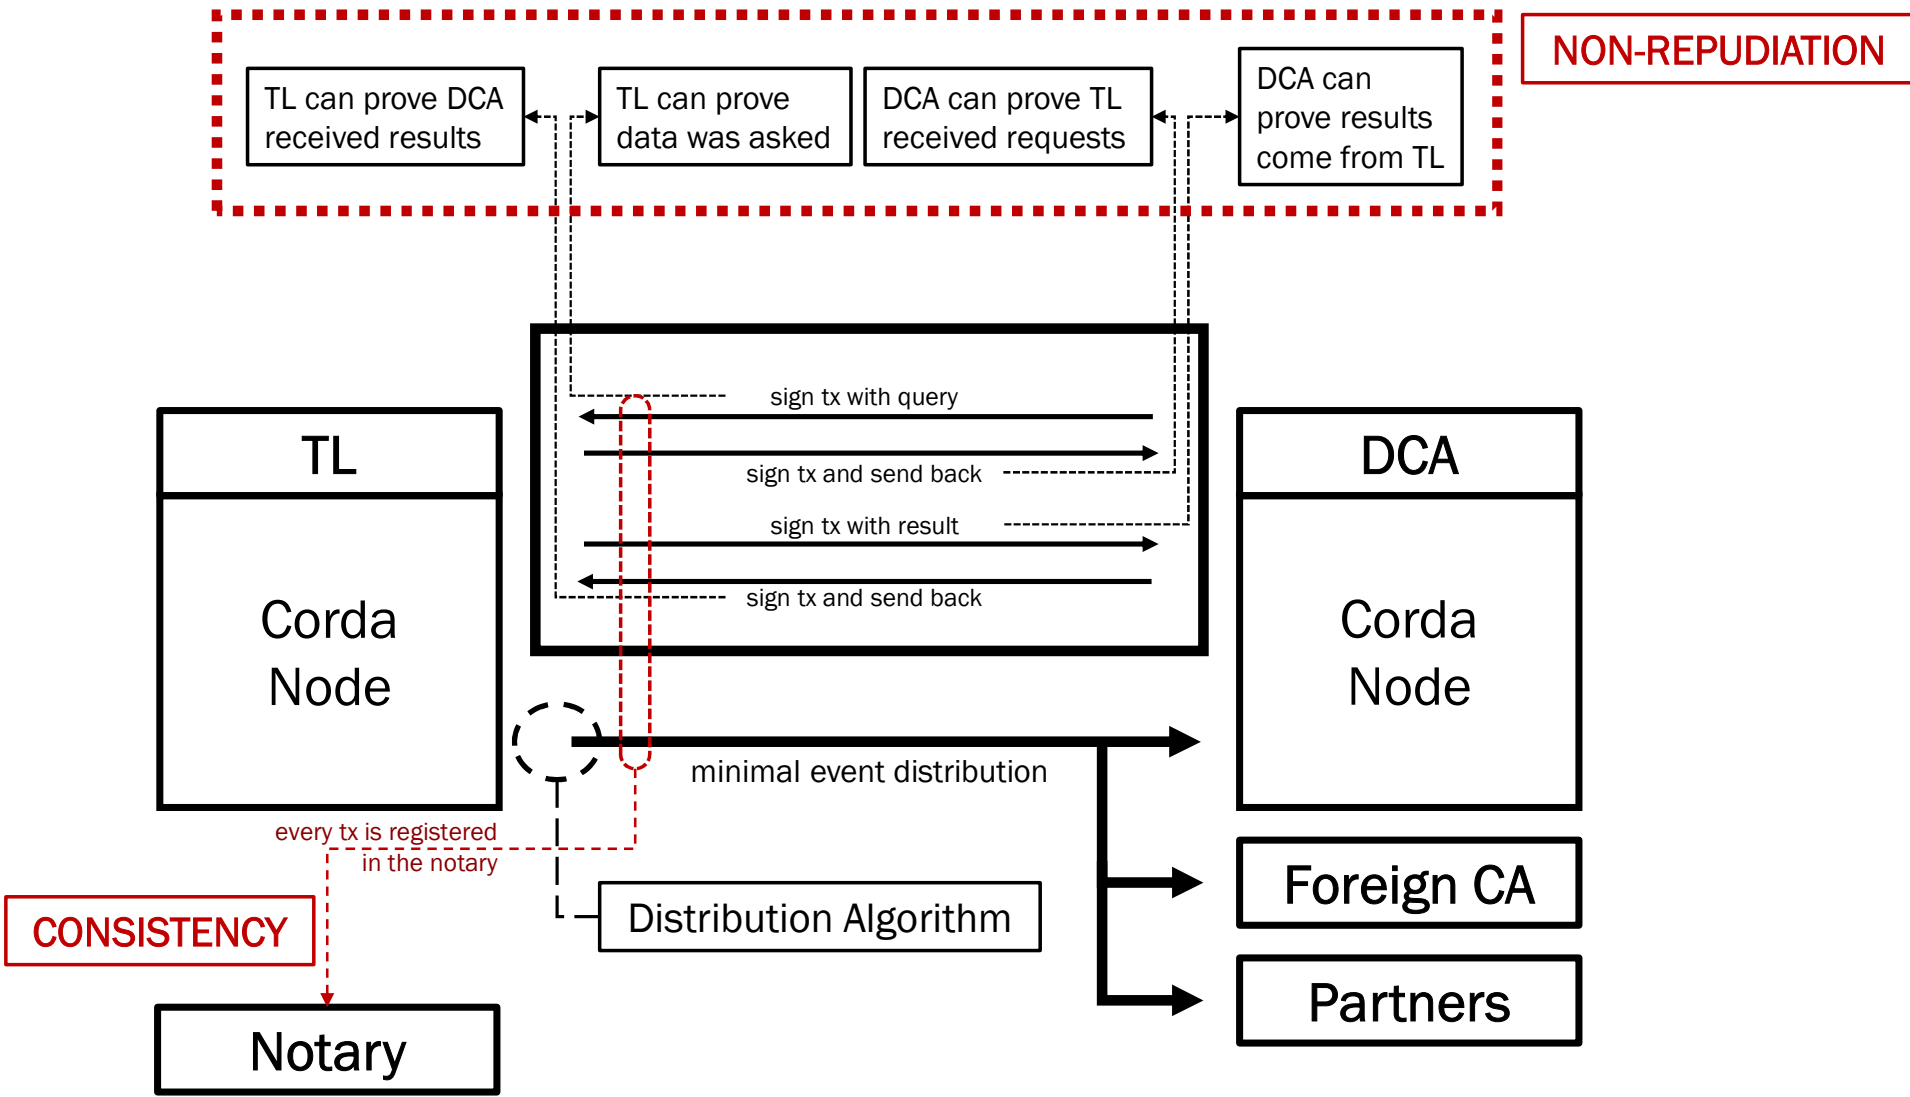 NON-REPUDIATION
TL can prove DCA
received results
TL can prove
data was asked
DCA can prove TL
received requests
DCA can
prove results
come from TL
sign tx with query
sign tx and send back
sign tx with result
sign tx and send back
TL
Corda
Node
DCA
Corda
Node
minimal event distribution
every tx is registered
in the notary
CONSISTENCY
Distribution Algorithm
Foreign CA
Partners
Notary